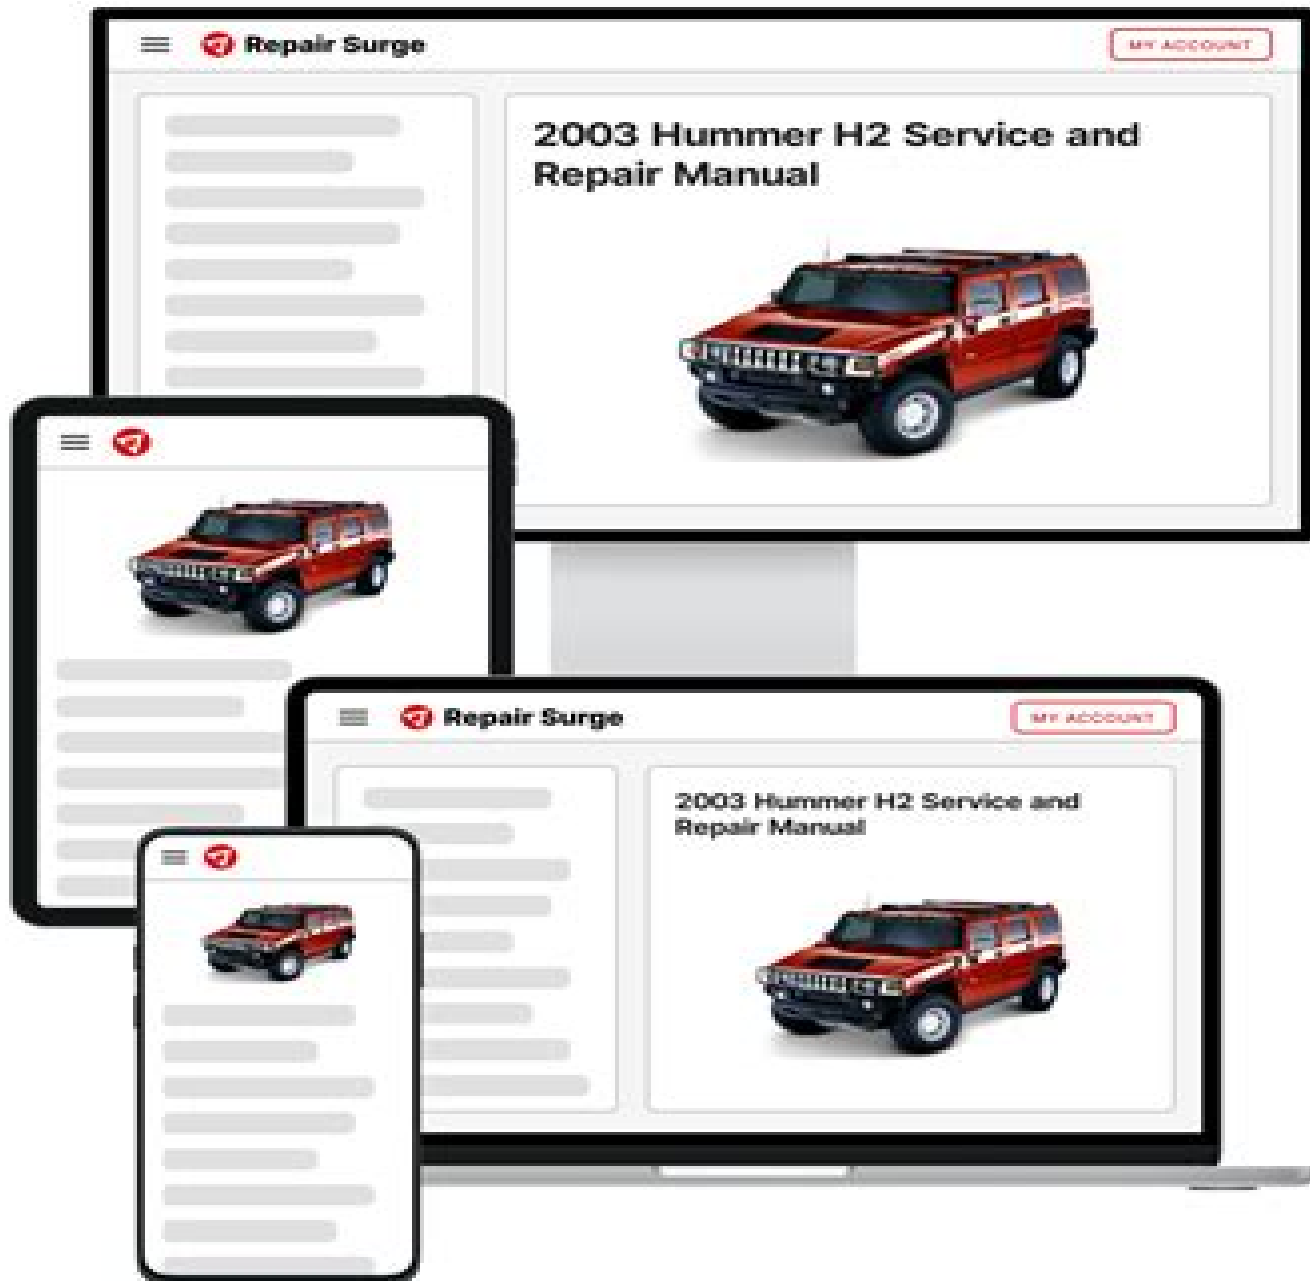 Repair Surge
MY ACCOUNT
2003 Hummer H2 Service and
Repair Manual
Repair Surge
MY ACCOUNT
2003 Hummer H2 Service and
Repair Manual